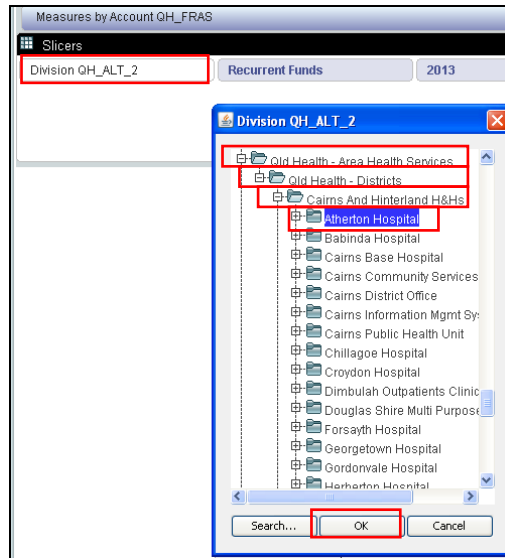 Measures by Account QH_FRAS
Slicers
Division QH_ALT_2
Recurrent Funds
2013
Division QH_ALT_2
Qld Health - Area Health Services
Qld Health - Districts
Cairns And Hinterland H&Hs
Atherton Hospital
Babinda Hospital
Cairns Base Hospital
Cairns Community Services
Cairns District Office
Cairns Information Mgmt Sy
Cairns Public Health Unit
Chillagoe Hospital
Croydon Hospital
Dimbulah Outpatients Clinic
Douglas Shire Multi Purpose
Forsayth Hospital
Georgetown Hospital
Gordonvale Hospital
Herberton Hospital
Search...
OK
Cancel